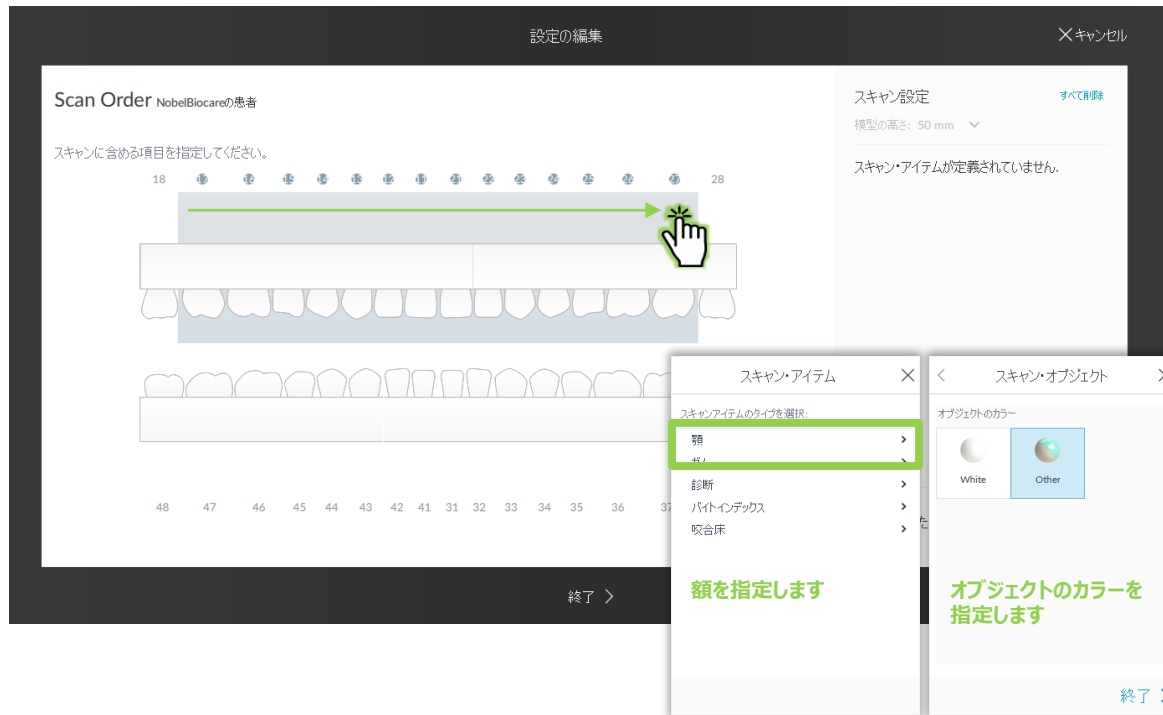 設定の編集
キャンセル
Scan Order NobelBiocareの患者
スキャン設定
すべて削除
模型の高さ: 50 mm
スキャンに含める項目を指定してください。
スキャン・アイテムが定義されていません.
18 28
スキャン・アイテム
スキャン・オブジェクト
スキャンアイテムのタイプを選択:
オブジェクトのカラー
顎
診断
White Other
バイトインデックス
咬合床
48 47 46 45 44 43 42 41 31 32 33 34 35 36
額を指定します
オブジェクトのカラーを
指定します
終了
終了